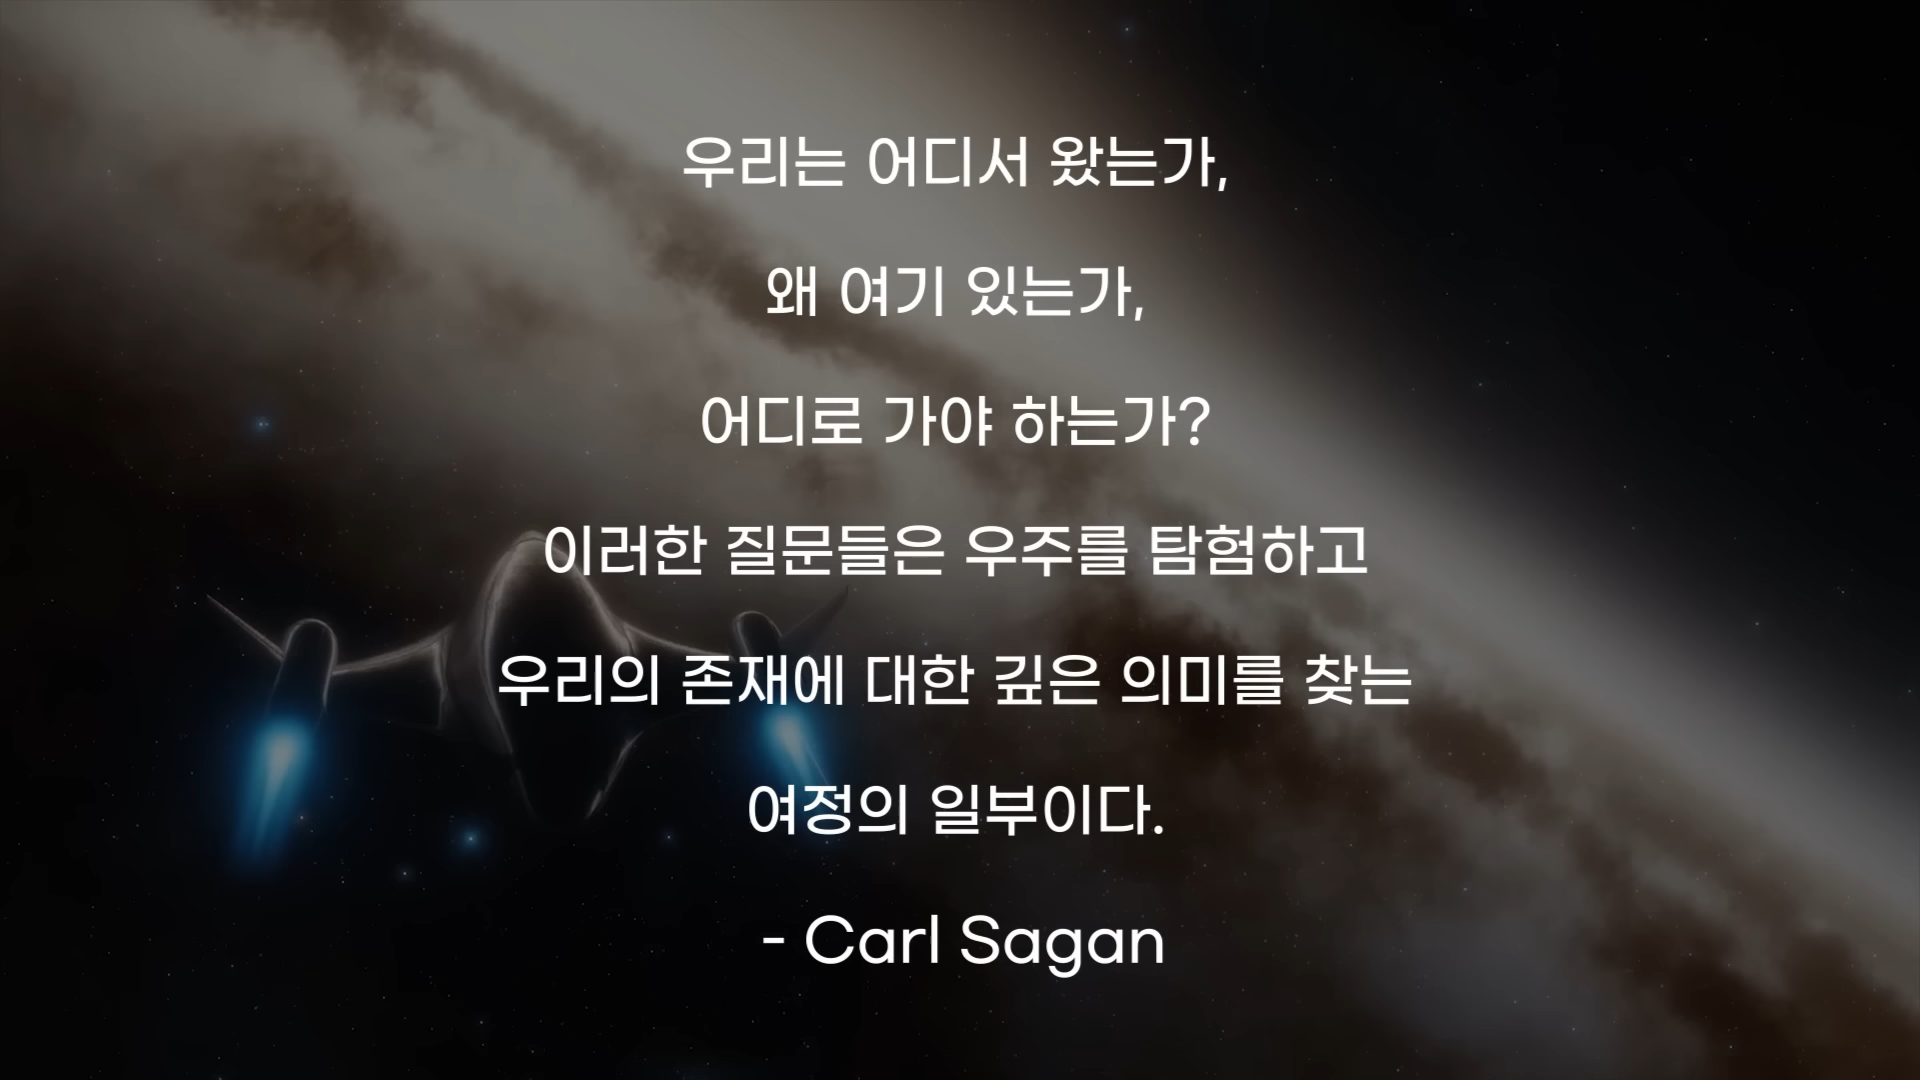 우리는 어디서 왔는가,
왜 여기 있는가,
어디로 가야 하는가?
이러한 질문들은 우주를 탐험하고
우리의 존재에 대한 깊은 의미를 찾는
여정의 일부이다.
- Carl Sagan